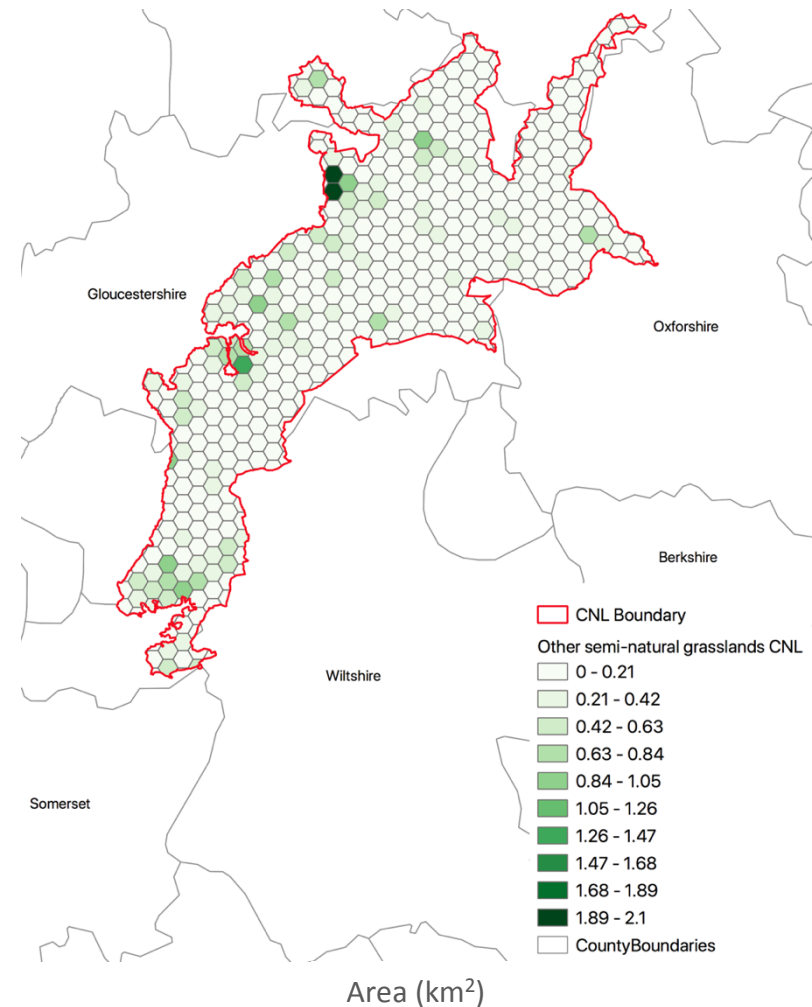 Gloucestershire
Oxforshire
Berkshire
Wiltshire
Somerset
CNL Boundary
Other semi-natural grasslands CNL
0 - 0.21
0.21 - 0.42
0.42 - 0.63
0.63 - 0.84
0.84 - 1.05
1.05 - 1.26
1.26 - 1.47
1.47 - 1.68
1.68 - 1.89
1.89 - 2.1
CountyBoundaries
Area (km²)